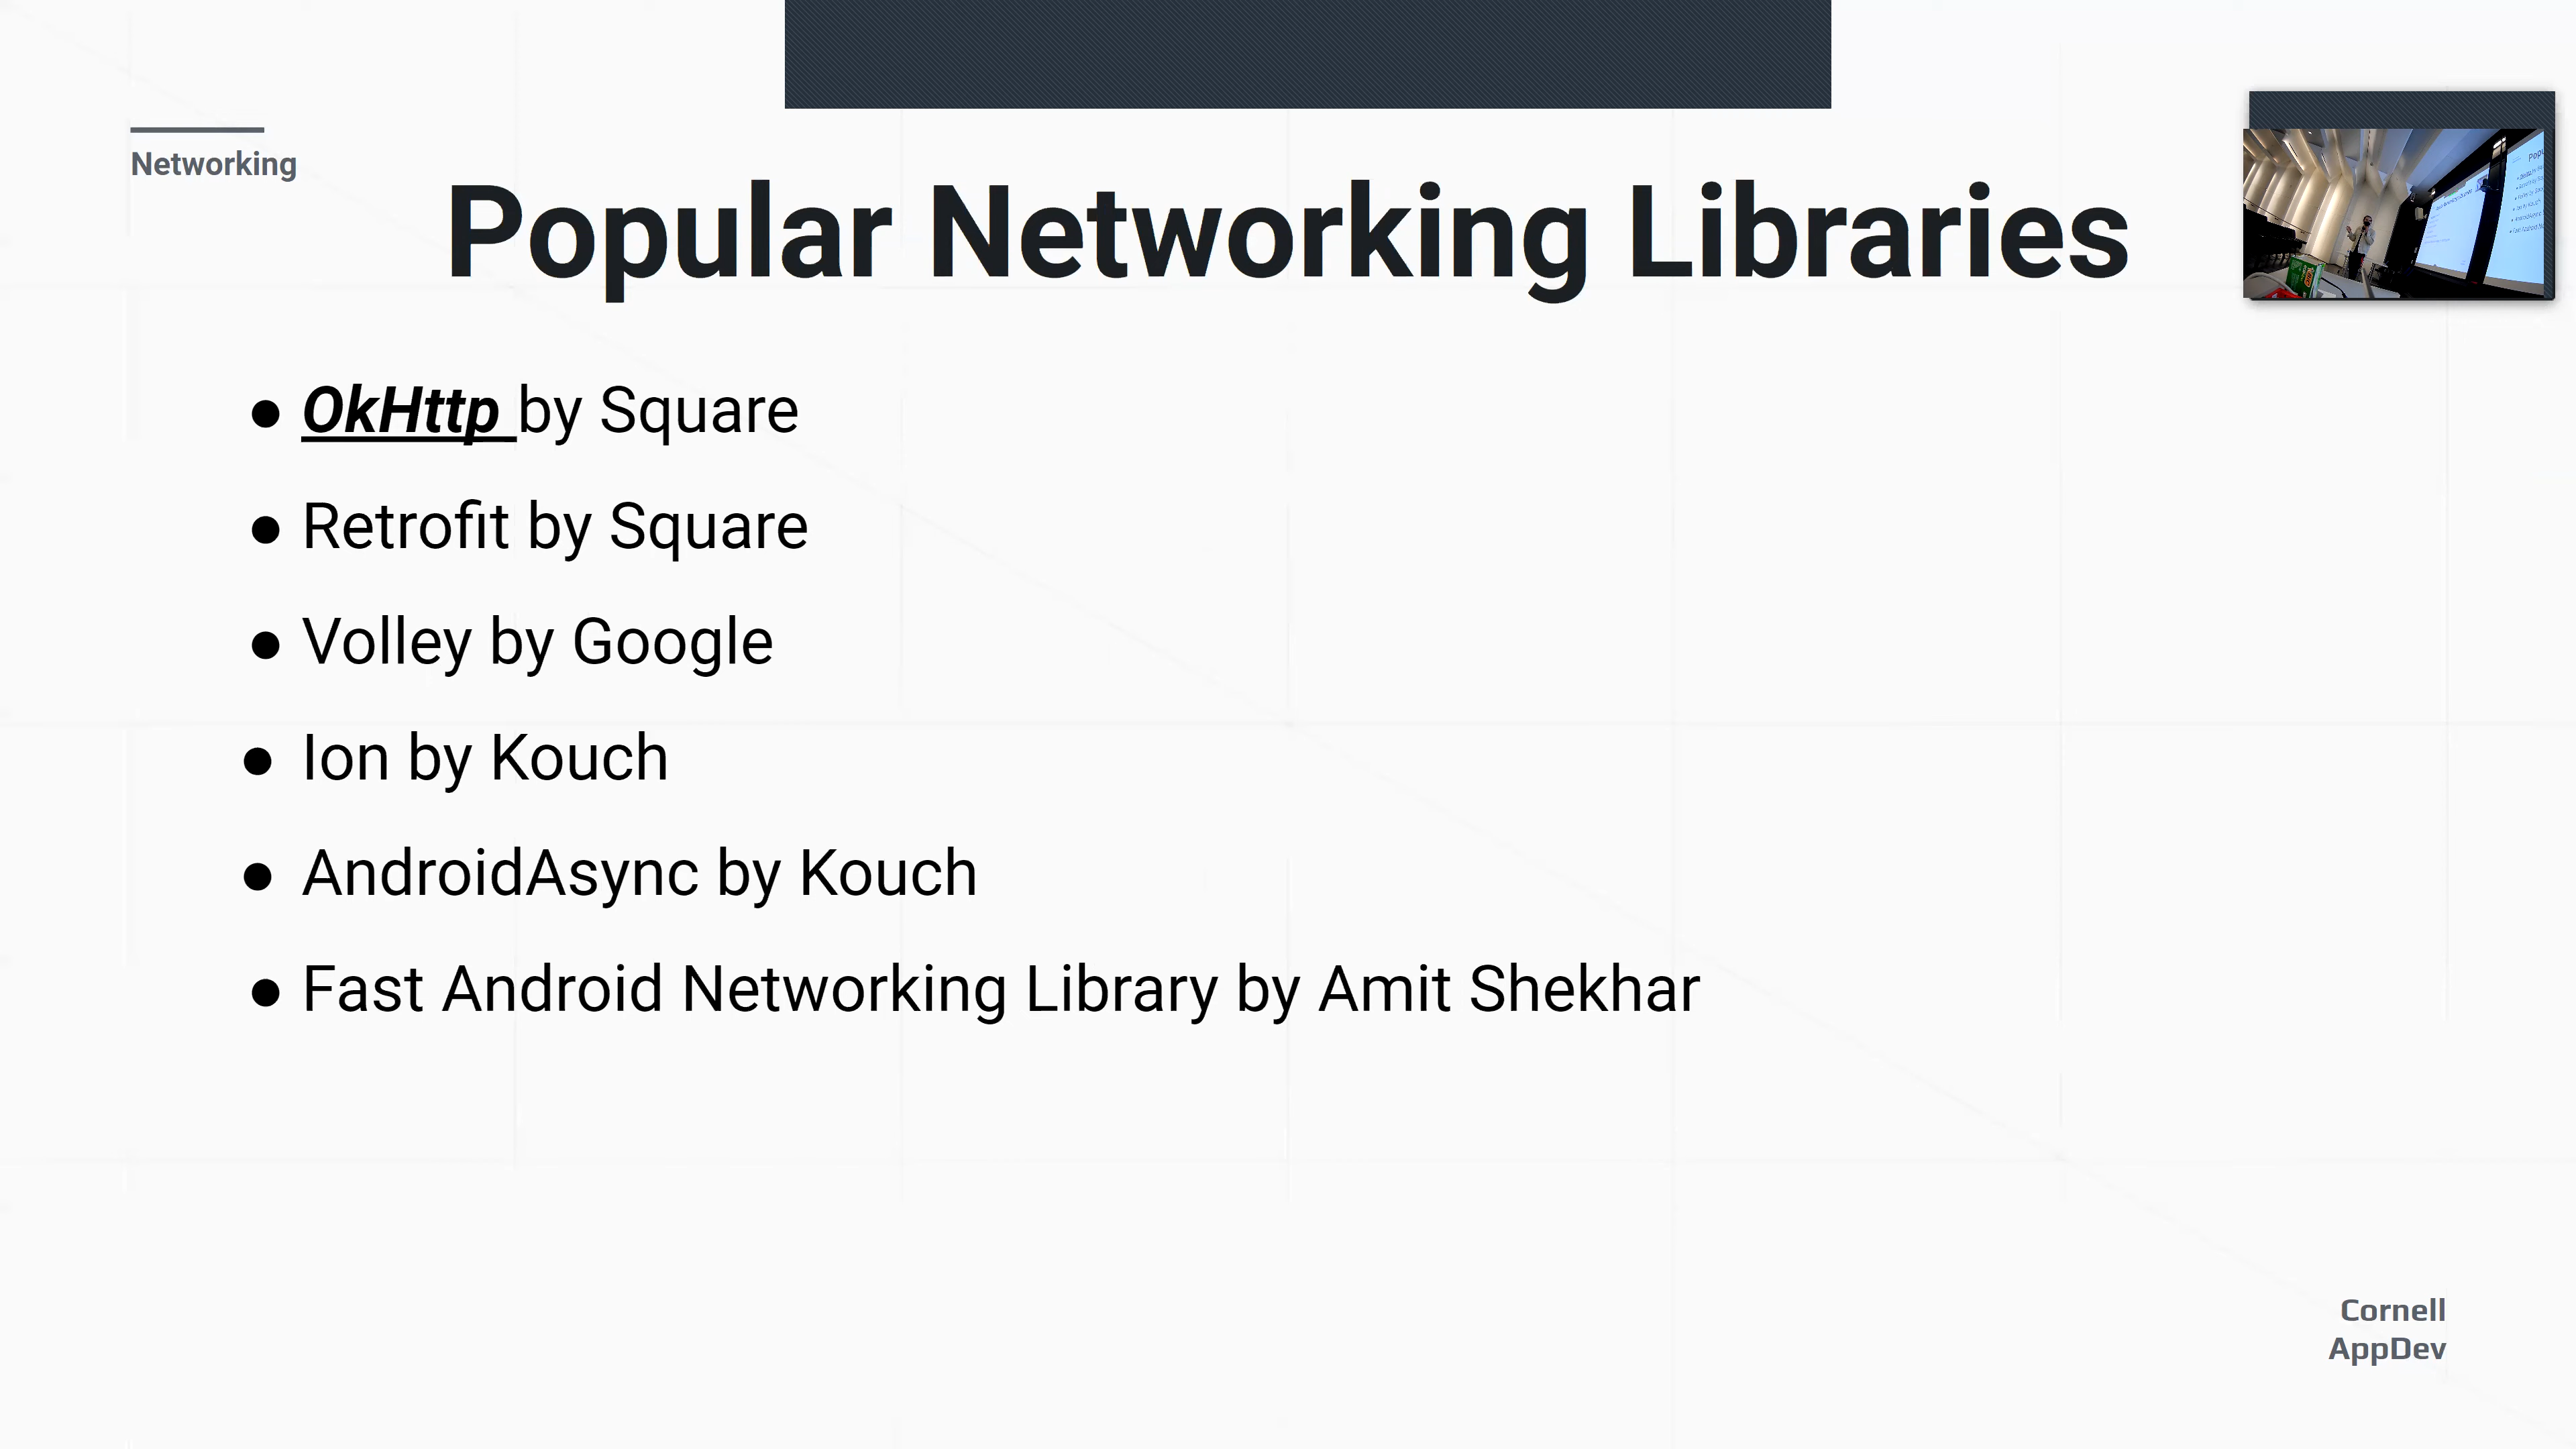 Networking
Popular Networking Libraries
● OkHttp by Square
● Retrofit by Square
● Volley by Google
● Ion by Kouch
● AndroidAsync by Kouch
● Fast Android Networking Library by Amit Shekhar
Cornell
AppDev